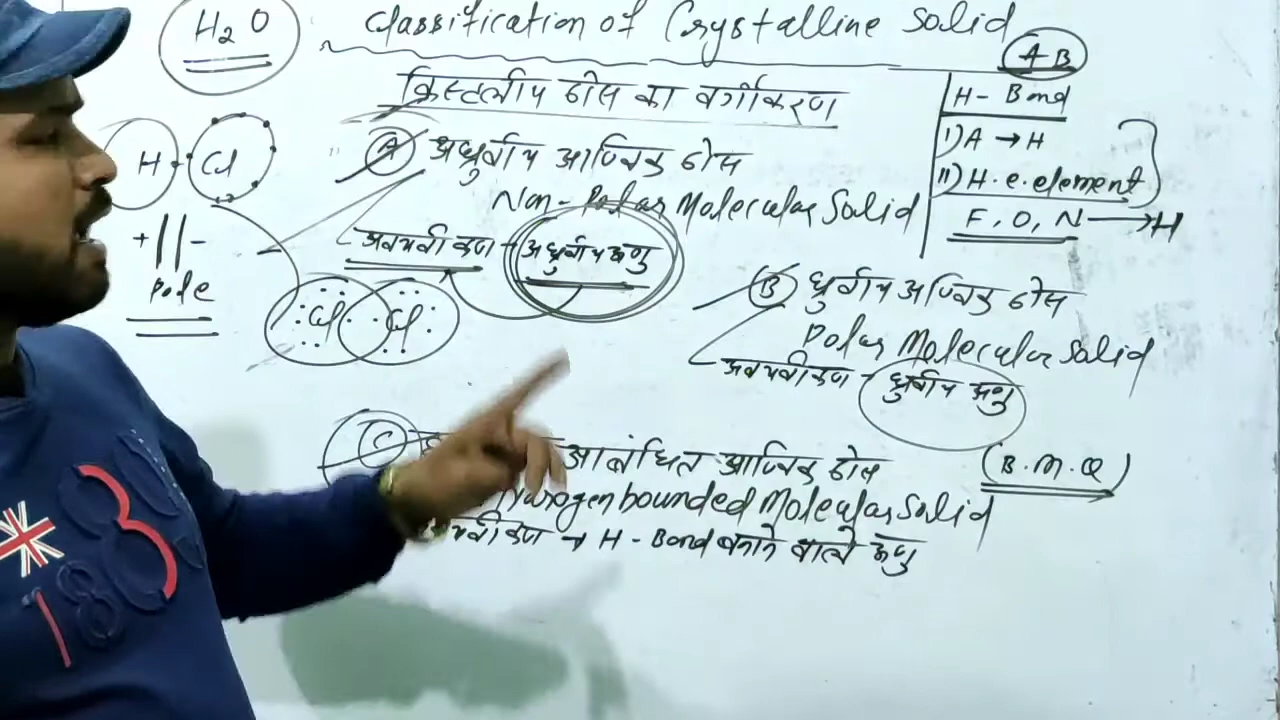 H₂O
Classification of Crystalline Solid
A B
क्रिस्टलीय ठोस का वर्गीकरण
H - Bond
I) A → H
II) H.e.element
F, O, N → H
H - Cl
+ -
Pole
A अध्रुवीय आण्विक ठोस
Non-Polar Molecular Solid
अवयवी कण → अध्रुवीय अणु
Cl Cl
B ध्रुवीय आण्विक ठोस
Polar Molecular Solid
अवयवी कण - ध्रुवीय अणु
C आबंधित आण्विक ठोस
bounded Molecular Solid
कण → H - Bond बनाने वाले अणु
(B.M.Q)
180